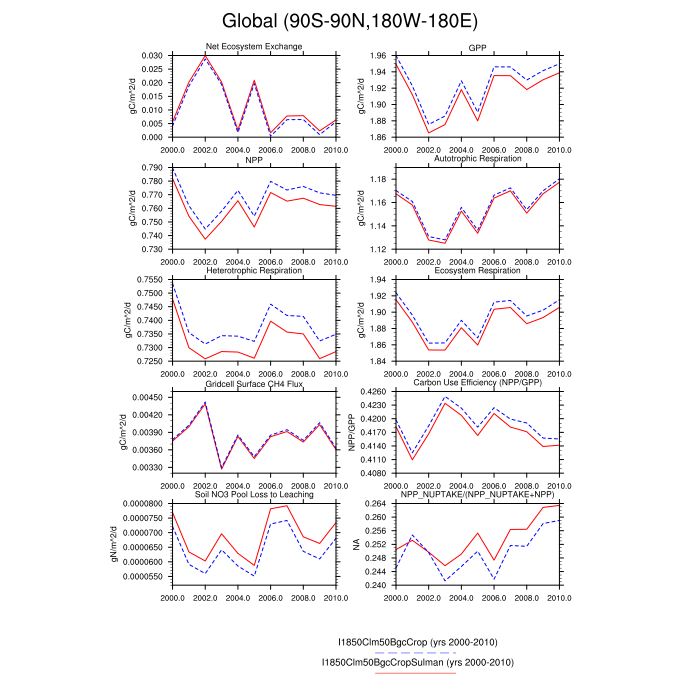 Global (90S-90N,180W-180E)
Net Ecosystem Exchange
gC/m^2/d
0.030
0.025
0.020
0.015
0.010
0.005
0.000
2000.0 2002.0 2004.0 2006.0 2008.0 2010.0
GPP
gC/m^2/d
1.96
1.94
1.92
1.90
1.88
1.86
2000.0 2002.0 2004.0 2006.0 2008.0 2010.0
NPP
gC/m^2/d
0.790
0.780
0.770
0.760
0.750
0.740
0.730
2000.0 2002.0 2004.0 2006.0 2008.0 2010.0
Autotrophic Respiration
gC/m^2/d
1.18
1.16
1.14
1.12
2000.0 2002.0 2004.0 2006.0 2008.0 2010.0
Heterotrophic Respiration
gC/m^2/d
0.7550
0.7500
0.7450
0.7400
0.7350
0.7300
0.7250
2000.0 2002.0 2004.0 2006.0 2008.0 2010.0
Ecosystem Respiration
gC/m^2/d
1.94
1.92
1.90
1.88
1.86
1.84
2000.0 2002.0 2004.0 2006.0 2008.0 2010.0
Gridcell Surface CH4 Flux
gC/m^2/d
0.00450
0.00420
0.00390
0.00360
0.00330
2000.0 2002.0 2004.0 2006.0 2008.0 2010.0
Carbon Use Efficiency (NPP/GPP)
NPP/GPP
0.4260
0.4230
0.4200
0.4170
0.4140
0.4110
0.4080
2000.0 2002.0 2004.0 2006.0 2008.0 2010.0
Soil NO3 Pool Loss to Leaching
gN/m^2/d
0.0000800
0.0000750
0.0000700
0.0000650
0.0000600
0.0000550
2000.0 2002.0 2004.0 2006.0 2008.0 2010.0
NPP_NUPTAKE/(NPP_NUPTAKE+NPP)
NA
0.264
0.260
0.256
0.252
0.248
0.244
0.240
2000.0 2002.0 2004.0 2006.0 2008.0 2010.0
I1850Clm50BgcCrop (yrs 2000-2010)
I1850Clm50BgcCropSulman (yrs 2000-2010)